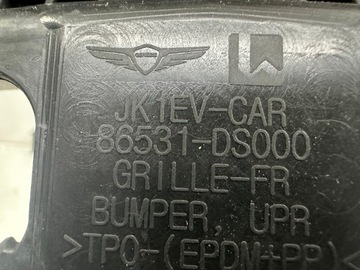 JK1EV-CAR
86531-DS000
GRILLE-FR
BUMPER, UPR
>TPO-(EPDM+PP)<